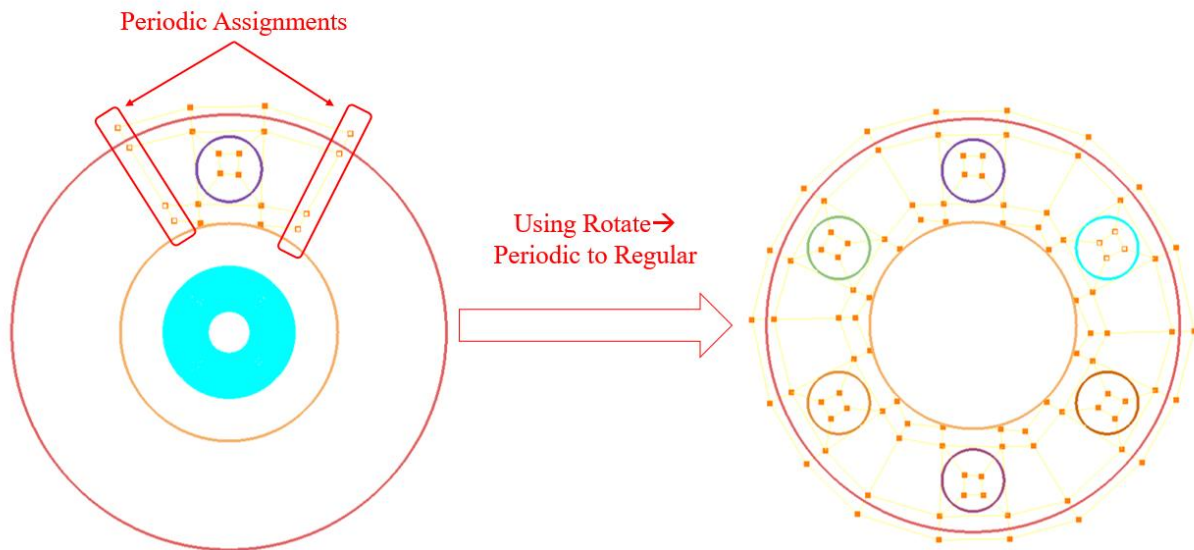 Periodic Assignments
Using Rotate→
Periodic to Regular